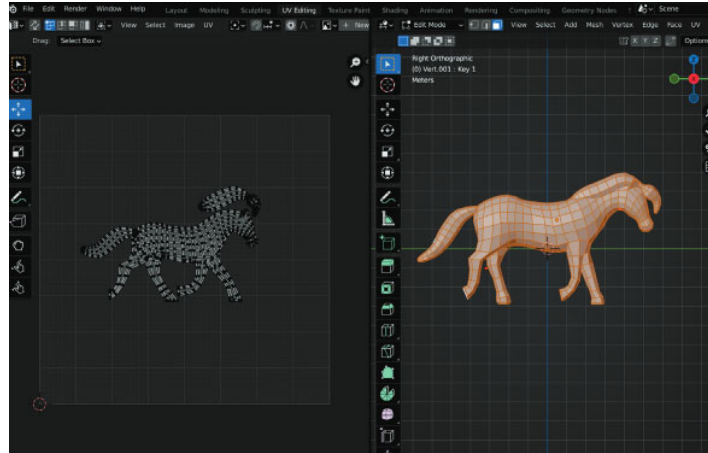 File Edit Render Window Help Layout Modeling Sculpting UV Editing Texture Paint Shading Animation Rendering Compositing Geometry Nodes Scene
View Select Image UV New
Edit Mode View Select Add Mesh Vertex Edge Face UV
Drag: Select Box
X Y Z Option
Right Orthographic
(0) Vert.001 : Key 1
Meters
Z